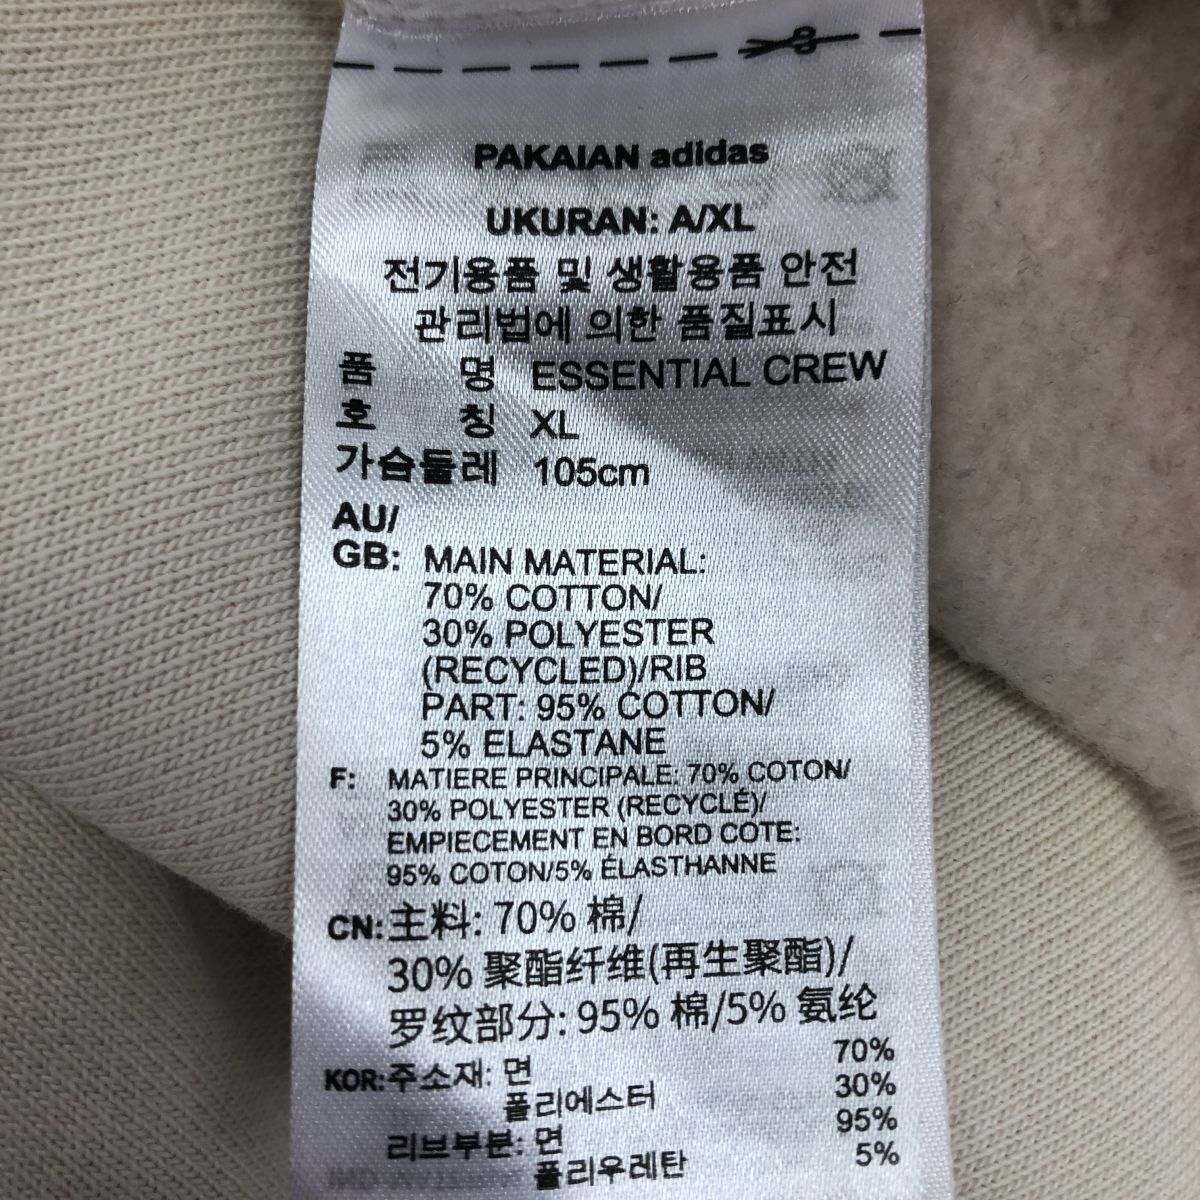 PAKAIAN adidas
UKURAN: A/XL
전기용품 및 생활용품 안전
관리법에 의한 품질표시
품 명 ESSENTIAL CREW
호 칭 XL
가슴둘레 105cm
AU/
GB: MAIN MATERIAL:
70% COTTON/
30% POLYESTER
(RECYCLED)/RIB
PART: 95% COTTON/
5% ELASTANE
F: MATIERE PRINCIPALE: 70% COTON/
30% POLYESTER (RECYCLÉ)/
EMPIECEMENT EN BORD COTE:
95% COTON/5% ÉLASTHANNE
CN: 主料: 70% 棉/
30% 聚酯纤维(再生聚酯)/
罗纹部分: 95% 棉/5% 氨纶
KOR: 주소재: 면 70%
폴리에스터 30%
리브부분: 면 95%
폴리우레탄 5%